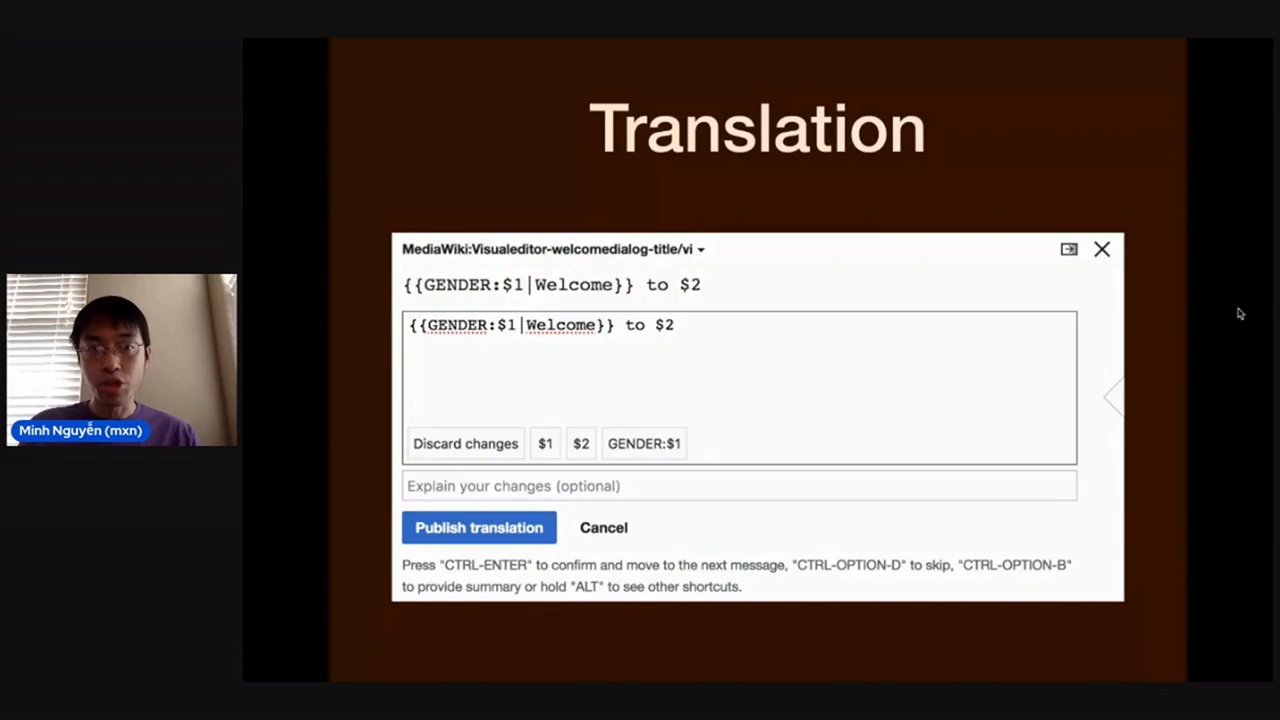 Translation
MediaWiki:Visualeditor-welcomedialog-title/vi
{{GENDER:$1|Welcome}} to $2
{{GENDER:$1|Welcome}} to $2
Discard changes $1 $2 GENDER:$1
Explain your changes (optional)
Publish translation Cancel
Press "CTRL-ENTER" to confirm and move to the next message, "CTRL-OPTION-D" to skip, "CTRL-OPTION-B"
to provide summary or hold "ALT" to see other shortcuts.
Minh Nguyễn (mxn)